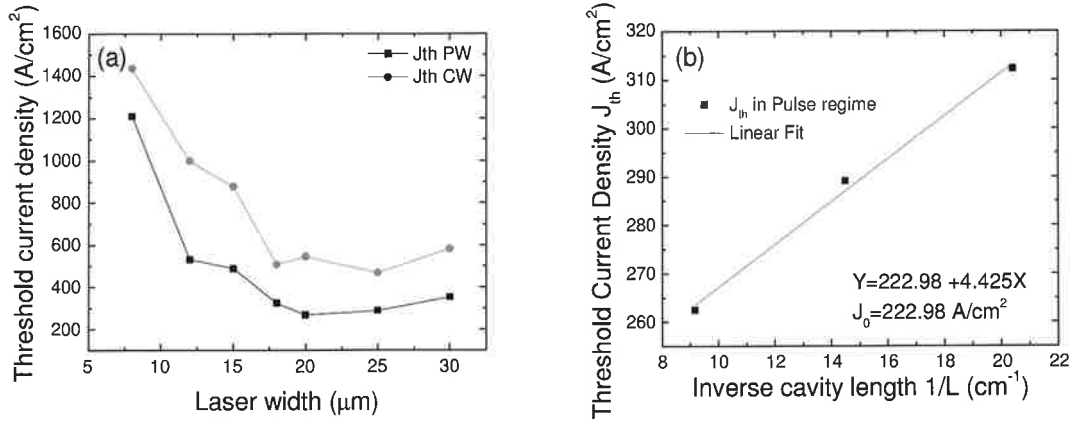 (a)
Jth PW
Jth CW
Threshold current density (A/cm²)
1600
1400
1200
1000
800
600
400
200
5 10 15 20 25 30
Laser width (μm)
(b)
J_th in Pulse regime
Linear Fit
Y=222.98 +4.425X
J₀=222.98 A/cm²
Threshold Current Density J_th (A/cm²)
320
310
300
290
280
270
260
8 10 12 14 16 18 20 22
Inverse cavity length 1/L (cm⁻¹)